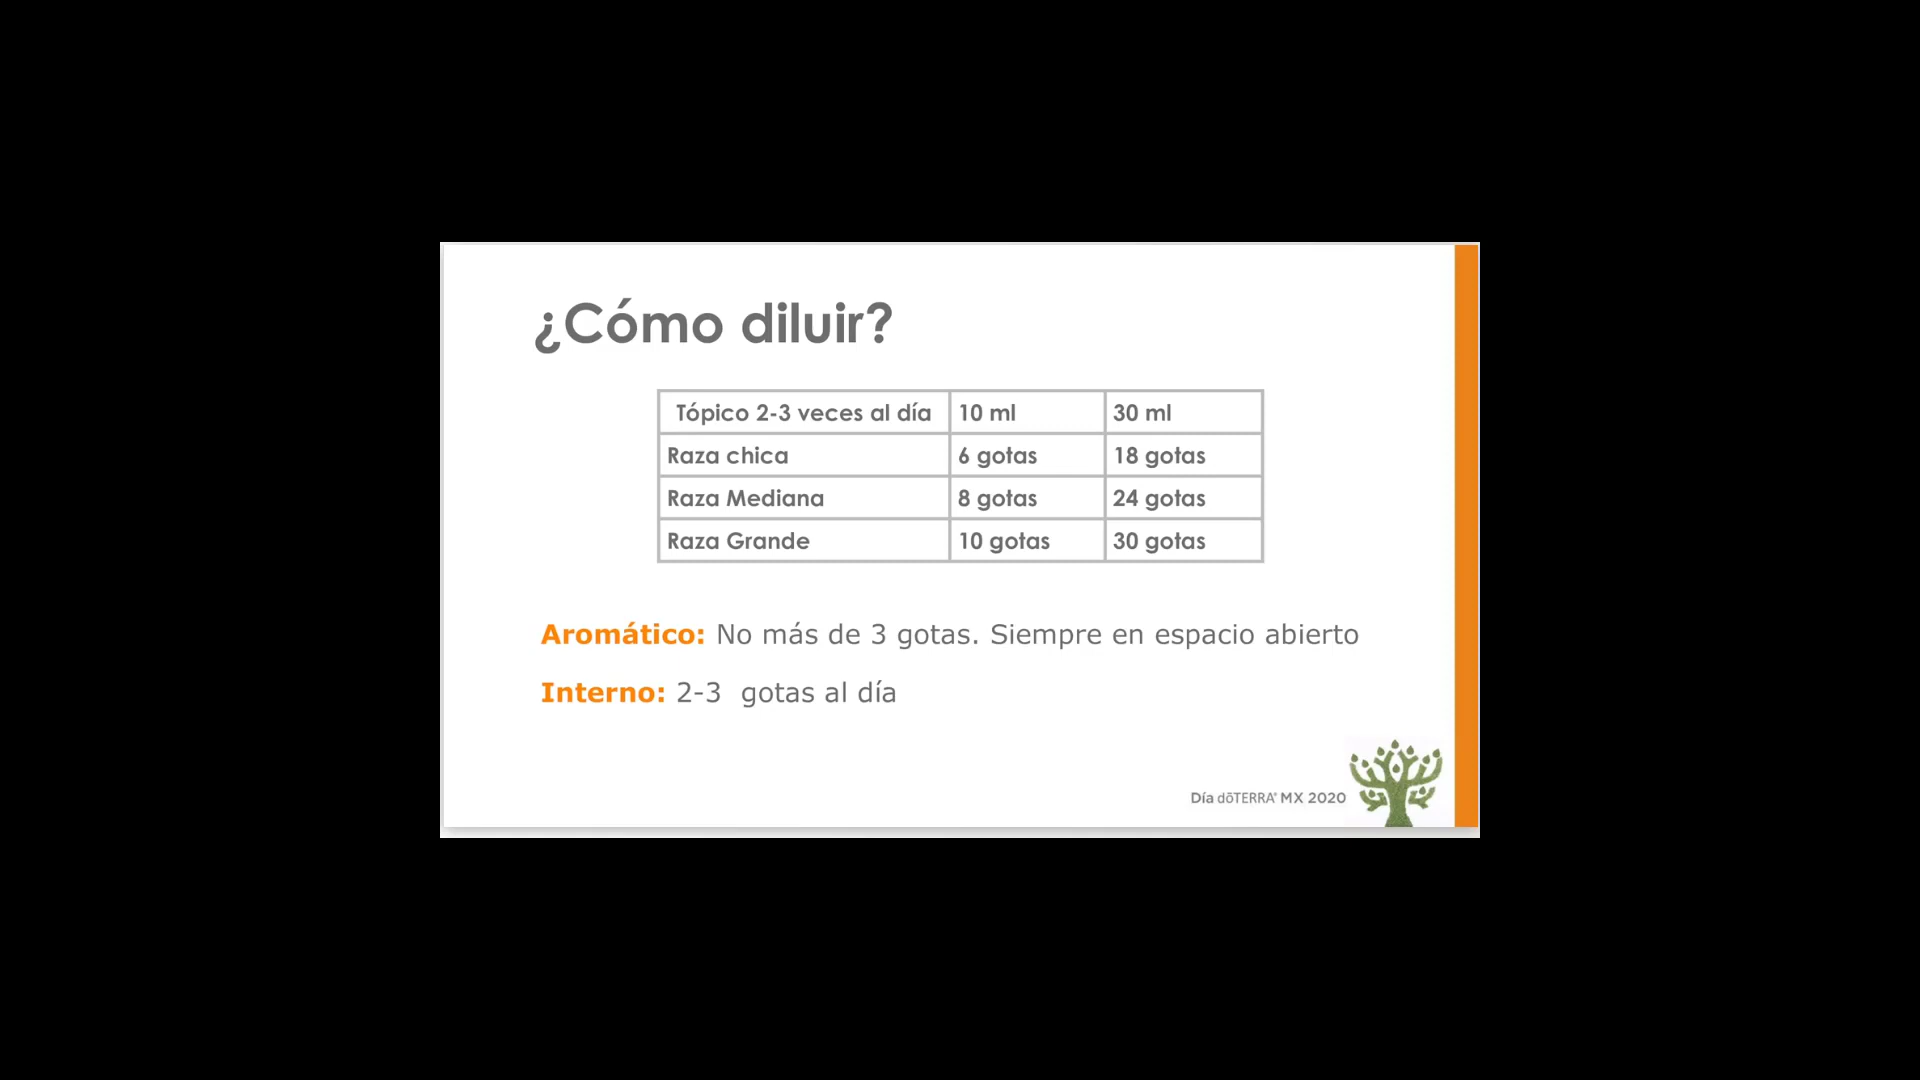 ¿Cómo diluir?
Tópico 2-3 veces al día 10 ml 30 ml
Raza chica 6 gotas 18 gotas
Raza Mediana 8 gotas 24 gotas
Raza Grande 10 gotas 30 gotas
Aromático: No más de 3 gotas. Siempre en espacio abierto
Interno: 2-3 gotas al día
Día dōTERRA® MX 2020